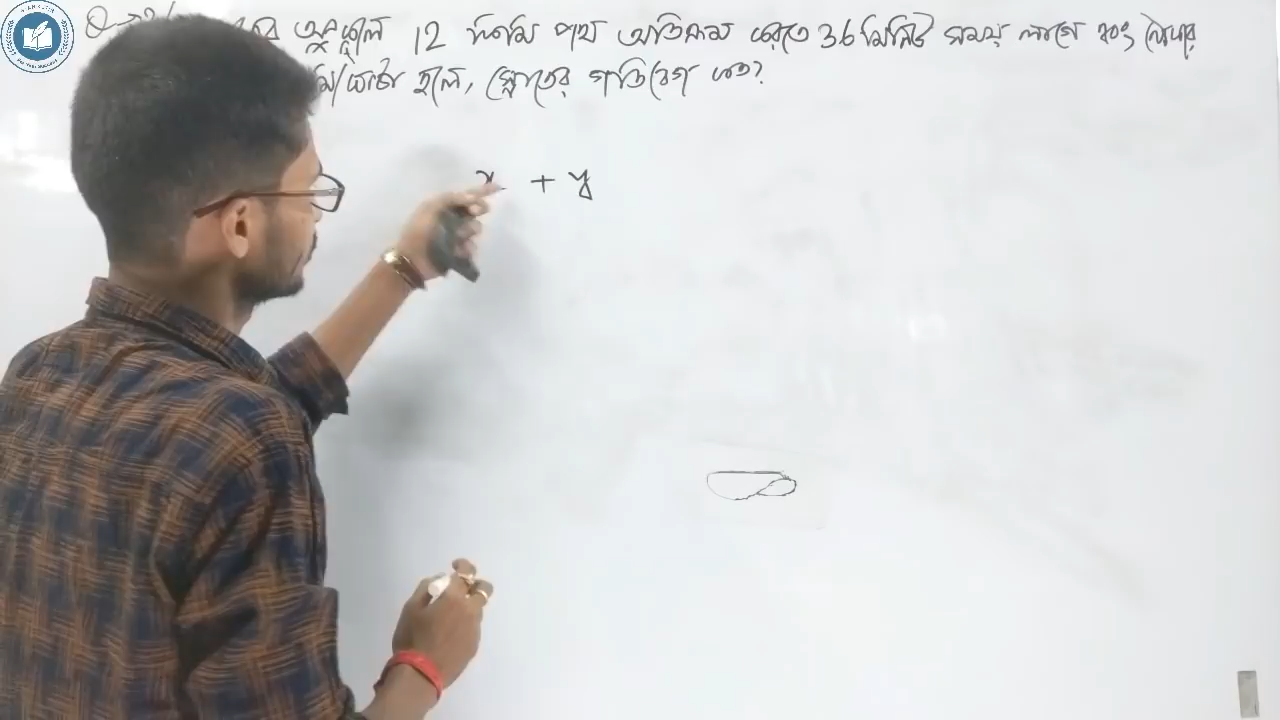 অনুকূলে 12 কিমি পথ অতিক্রম করতে 36 মিনিট সময় লাগে এবং নৌকার
কিমি/ঘন্টা হলে, স্রোতের গতিবেগ কত?
x + y